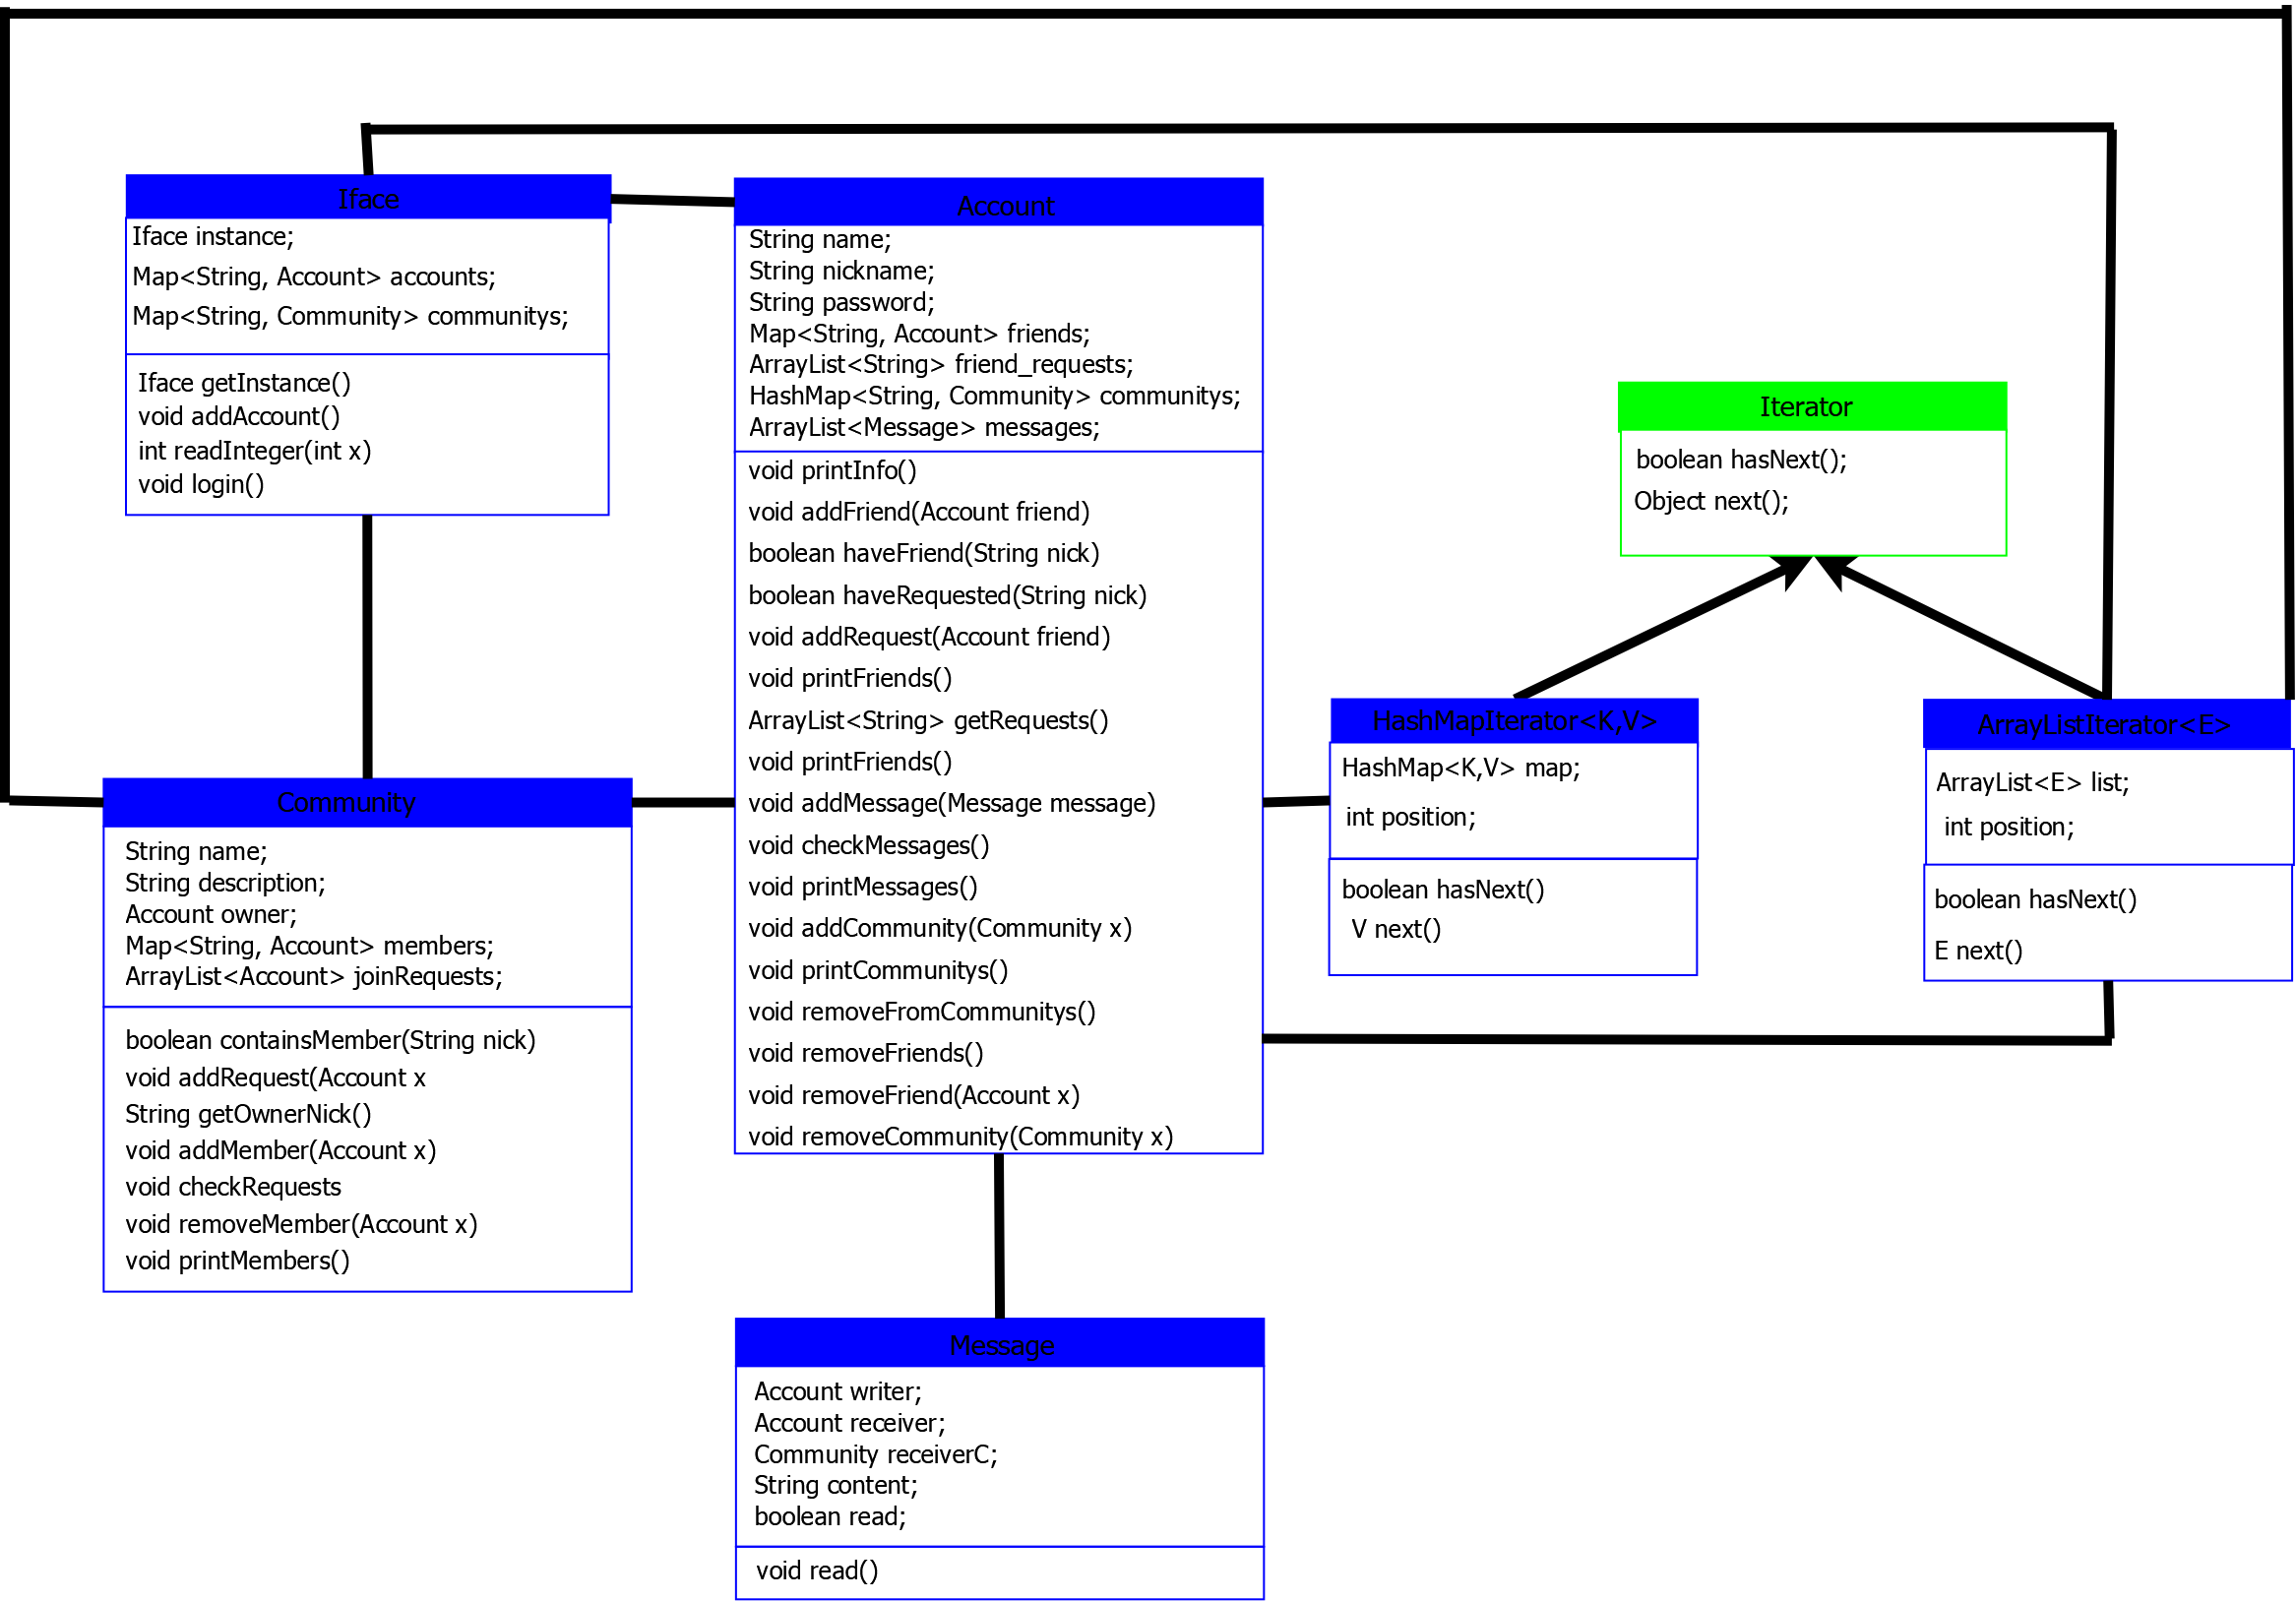 Iface
Iface instance;
Map<String, Account> accounts;
Map<String, Community> communitys;
Iface getInstance()
void addAccount()
int readInteger(int x)
void login()
Account
String name;
String nickname;
String password;
Map<String, Account> friends;
ArrayList<String> friend_requests;
HashMap<String, Community> communitys;
ArrayList<Message> messages;
void printInfo()
void addFriend(Account friend)
boolean haveFriend(String nick)
boolean haveRequested(String nick)
void addRequest(Account friend)
void printFriends()
ArrayList<String> getRequests()
void printFriends()
void addMessage(Message message)
void checkMessages()
void printMessages()
void addCommunity(Community x)
void printCommunitys()
void removeFromCommunitys()
void removeFriends()
void removeFriend(Account x)
void removeCommunity(Community x)
Iterator
boolean hasNext();
Object next();
HashMapIterator<K,V>
HashMap<K,V> map;
int position;
boolean hasNext()
V next()
ArrayListIterator<E>
ArrayList<E> list;
int position;
boolean hasNext()
E next()
Community
String name;
String description;
Account owner;
Map<String, Account> members;
ArrayList<Account> joinRequests;
boolean containsMember(String nick)
void addRequest(Account x
String getOwnerNick()
void addMember(Account x)
void checkRequests
void removeMember(Account x)
void printMembers()
Message
Account writer;
Account receiver;
Community receiverC;
String content;
boolean read;
void read()